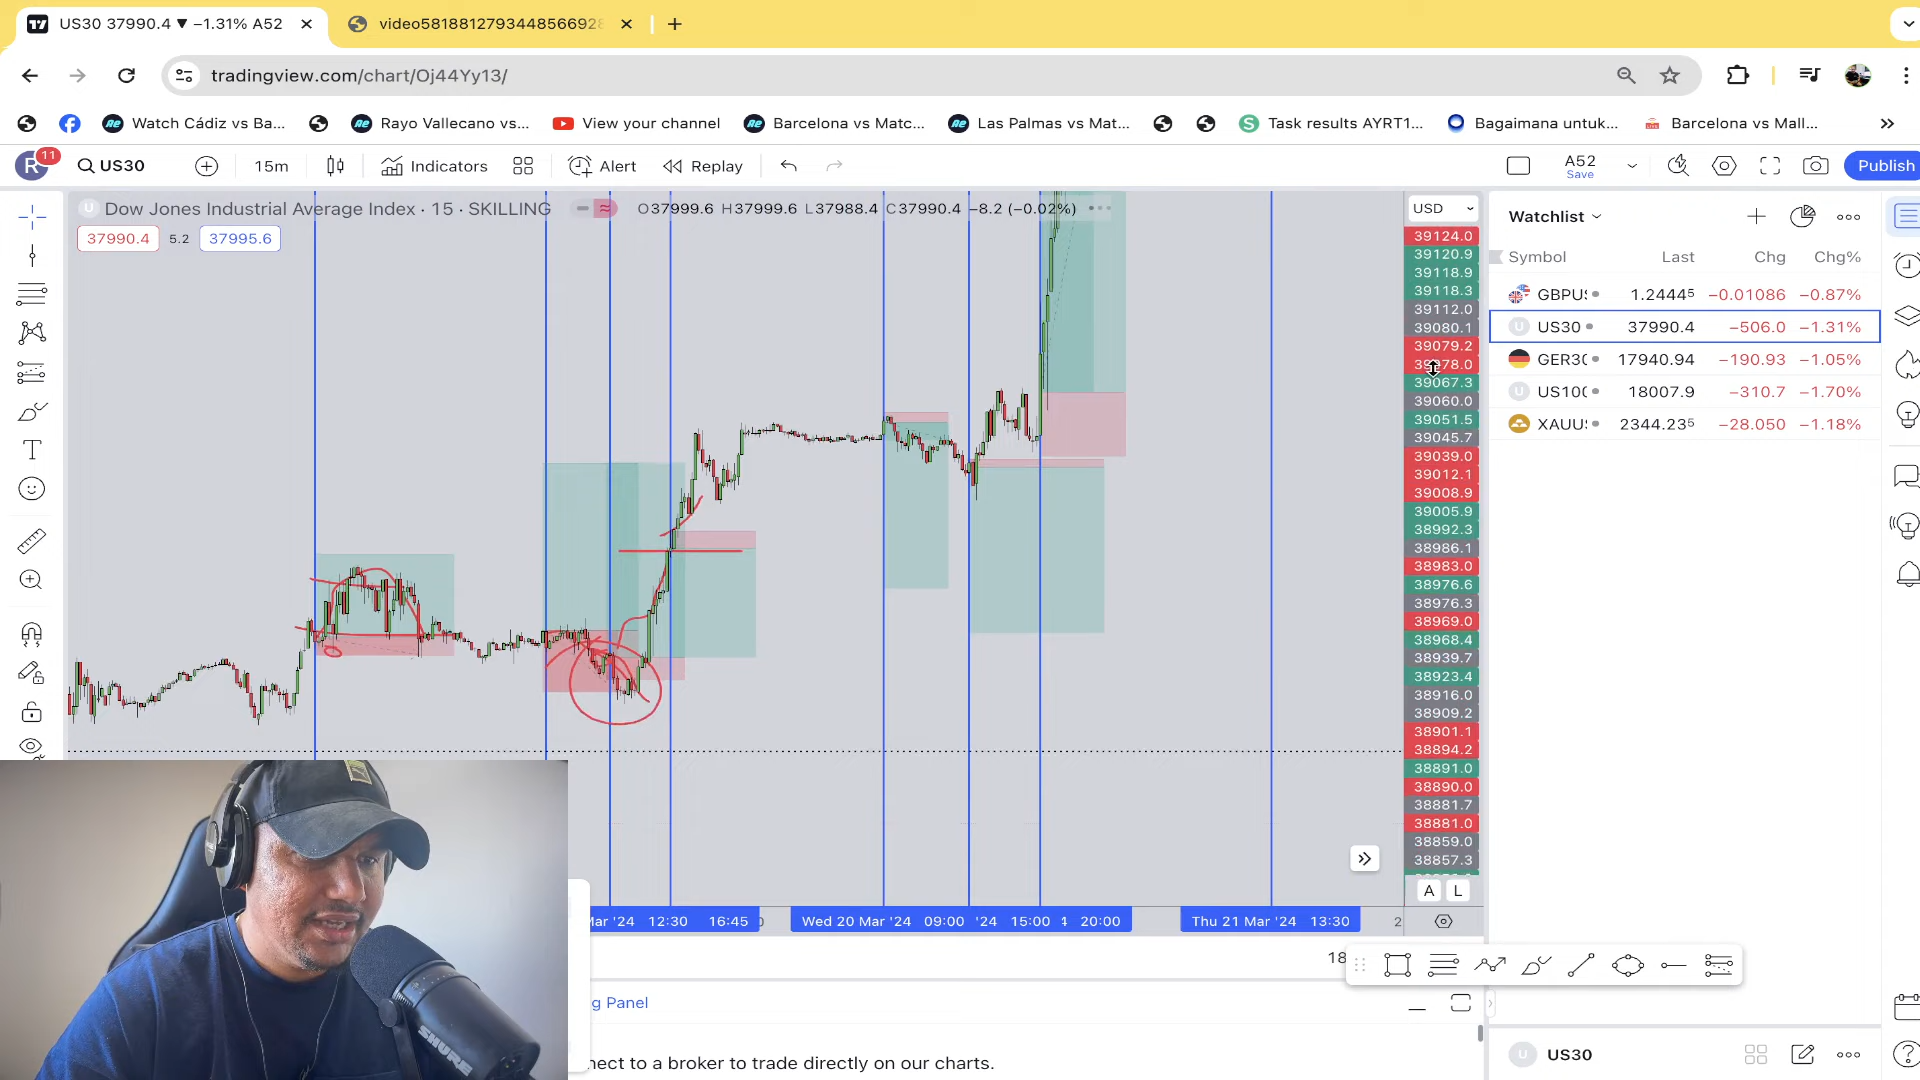 US30 37990.4 ▼ −1.31% A52
video5818812793448566928
tradingview.com/chart/Oj44Yy13/
Watch Cádiz vs Ba...
Rayo Vallecano vs...
View your channel
Barcelona vs Matc...
Las Palmas vs Mat...
Task results AYRT1...
Bagaimana untuk...
Barcelona vs Mall...
R
11
US30
15m
Indicators
Alert
Replay
A52
Save
Publish
Dow Jones Industrial Average Index · 15 · SKILLING
O37999.6 H37999.6 L37988.4 C37990.4 −8.2 (−0.02%)
37990.4
5.2
37995.6
USD
39124.0
39120.9
39118.9
39118.3
39112.0
39080.1
39079.2
39067.3
39060.0
39051.5
39045.7
39039.0
39012.1
39008.9
39005.9
38992.3
38986.1
38983.0
38976.6
38976.3
38969.0
38968.4
38939.7
38923.4
38916.0
38909.2
38901.1
38894.2
38891.0
38890.0
38881.7
38881.0
38859.0
38857.3
A
L
Mar '24 12:30 16:45
Wed 20 Mar '24 09:00 '24 15:00 20:00
Thu 21 Mar '24 13:30
2
Watchlist
Symbol Last Chg Chg%
GBPUS 1.24445 −0.01086 −0.87%
US30 37990.4 −506.0 −1.31%
GER30 17940.94 −190.93 −1.05%
US100 18007.9 −310.7 −1.70%
XAUUS 2344.235 −28.050 −1.18%
18
g Panel
nect to a broker to trade directly on our charts.
US30
SHURE